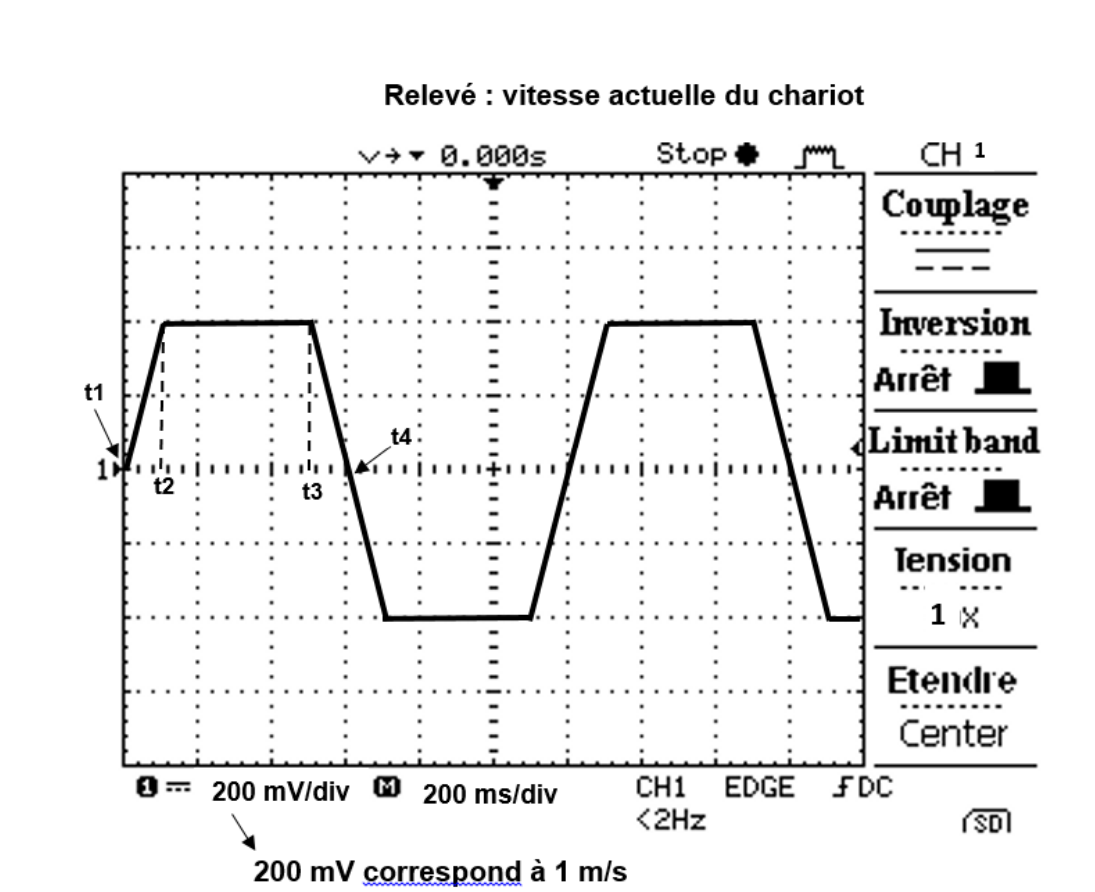 Relevé : vitesse actuelle du chariot
0.000s Stop CH 1
Couplage
Inversion
Arrêt
t1
t4
Limit band
1
t2
t3
Arrêt
Tension
1 X
Etendre
Center
1 200 mV/div M 200 ms/div CH1 EDGE DC
<2Hz SD
200 mV correspond à 1 m/s